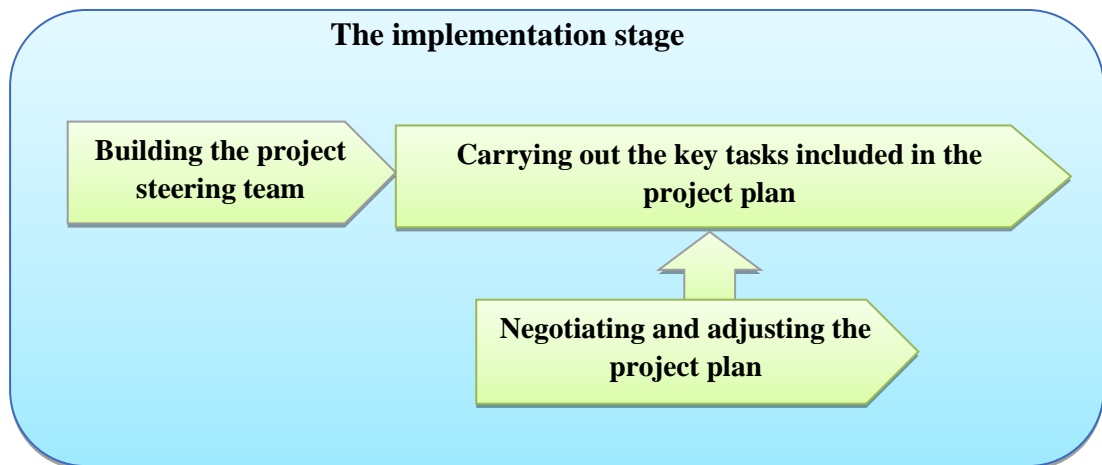 The implementation stage
Building the project
steering team
Carrying out the key tasks included in the
project plan
Negotiating and adjusting the
project plan